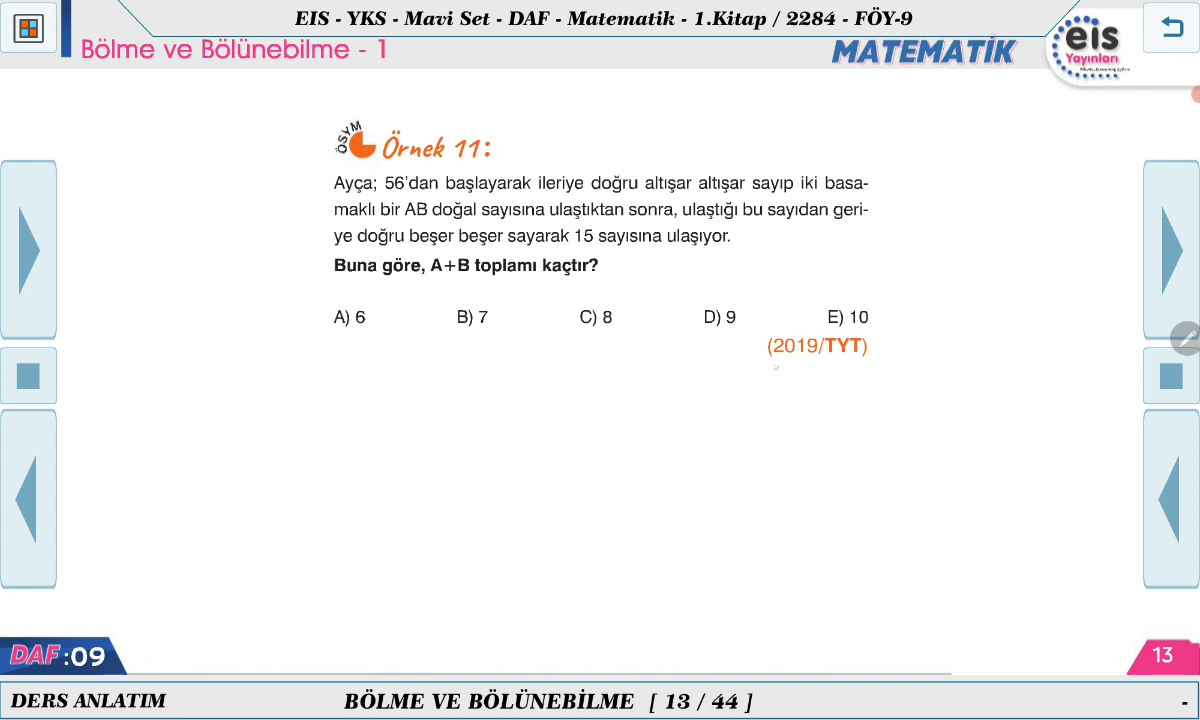 EIS - YKS - Mavi Set - DAF - Matematik - 1.Kitap / 2284 - FÖY-9
Bölme ve Bölünebilme - 1
MATEMATİK
eis
Yayınları
ÖSYM
Örnek 11:
Ayça; 56'dan başlayarak ileriye doğru altışar altışar sayıp iki basa-
maklı bir AB doğal sayısına ulaştıktan sonra, ulaştığı bu sayıdan geri-
ye doğru beşer beşer sayarak 15 sayısına ulaşıyor.
Buna göre, A+B toplamı kaçtır?
A) 6 B) 7 C) 8 D) 9 E) 10
(2019/TYT)
DAF :09
13
DERS ANLATIM BÖLME VE BÖLÜNEBİLME [ 13 / 44 ] -